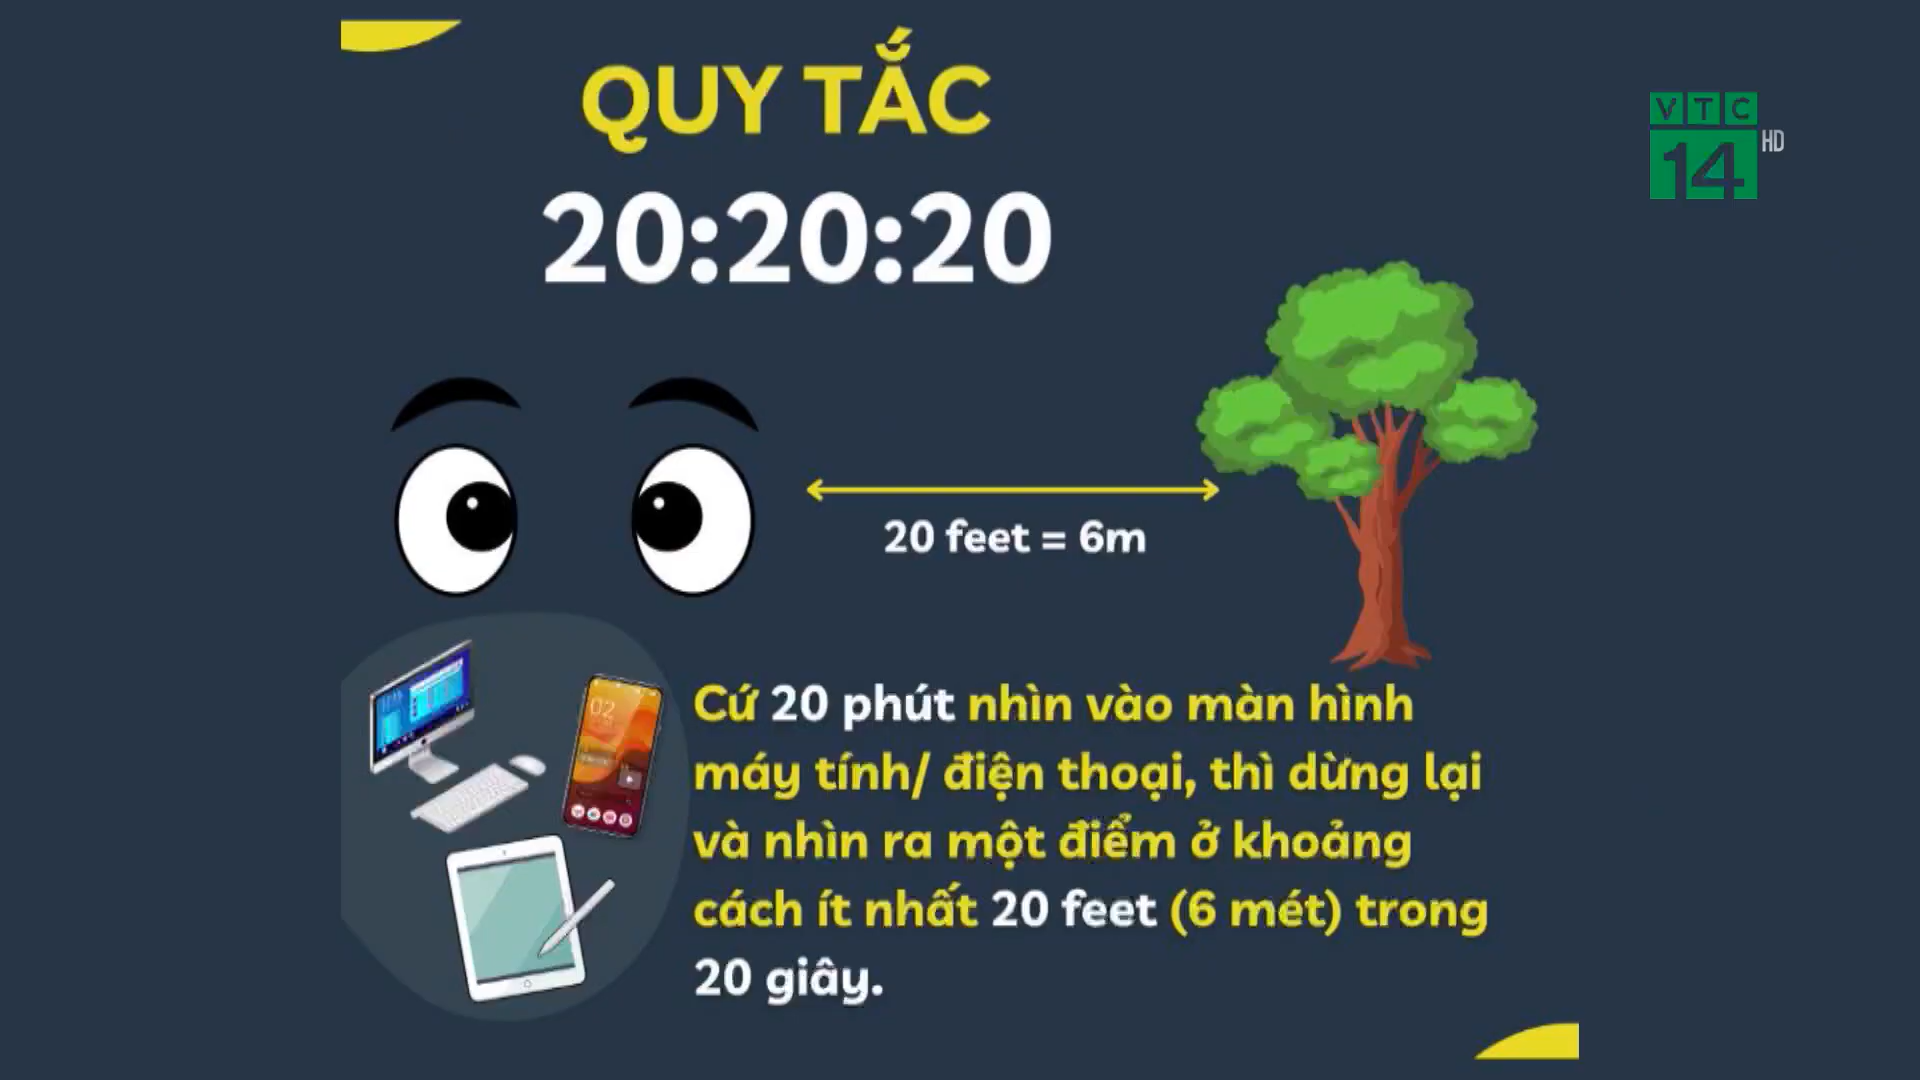 QUY TẮC
20:20:20
VTC
14 HD
20 feet = 6m
02
Cứ 20 phút nhìn vào màn hình
máy tính/ điện thoại, thì dừng lại
và nhìn ra một điểm ở khoảng
cách ít nhất 20 feet (6 mét) trong
20 giây.